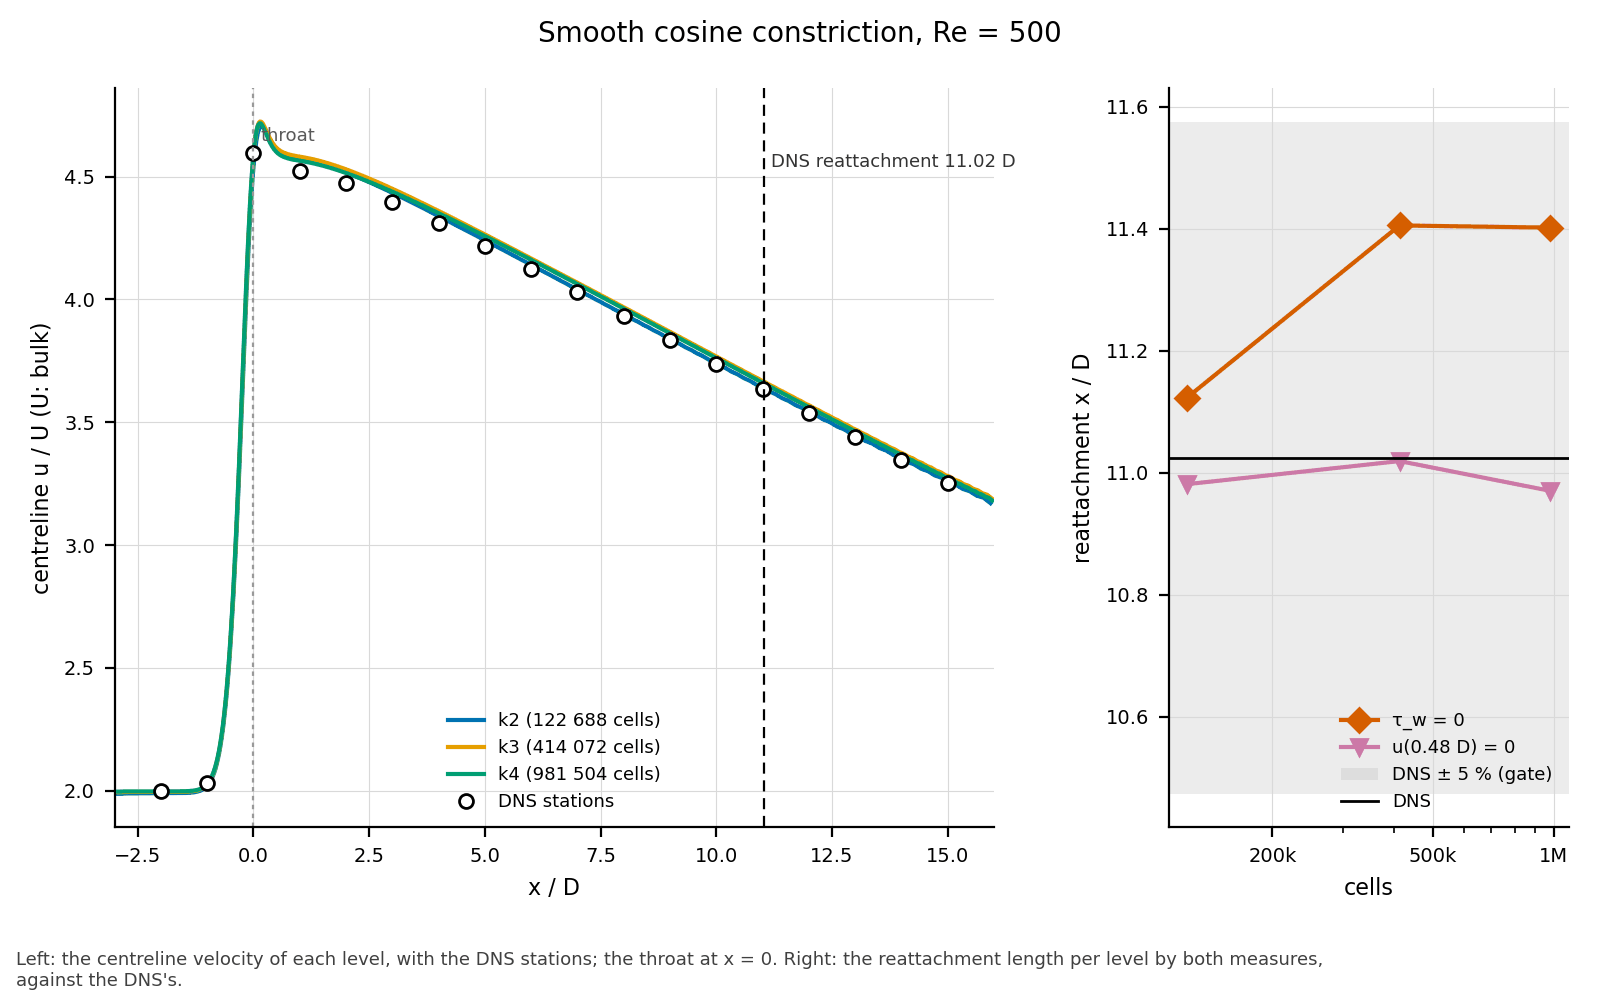 Smooth cosine constriction, Re = 500
throat
DNS reattachment 11.02 D
4.5
4.0
3.5
3.0
2.5
2.0
centreline u / U (U: bulk)
k2 (122 688 cells)
k3 (414 072 cells)
k4 (981 504 cells)
DNS stations
−2.5 0.0 2.5 5.0 7.5 10.0 12.5 15.0
x / D
11.6
11.4
11.2
11.0
10.8
10.6
reattachment x / D
τ_w = 0
u(0.48 D) = 0
DNS ± 5 % (gate)
DNS
200k 500k 1M
cells
Left: the centreline velocity of each level, with the DNS stations; the throat at x = 0. Right: the reattachment length per level by both measures,
against the DNS's.